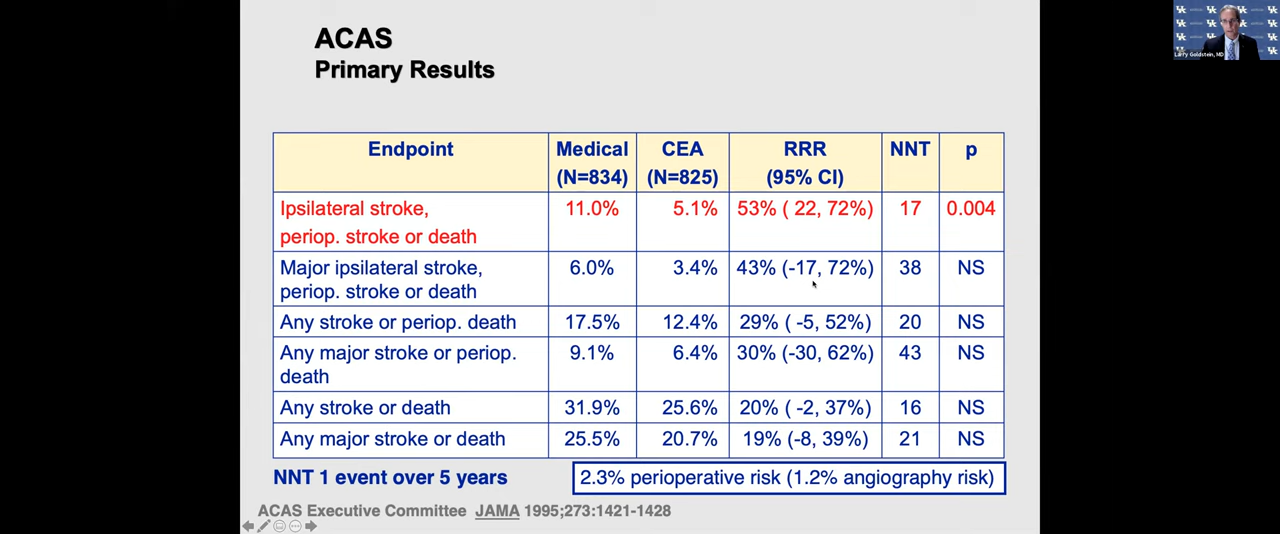 ACAS
Primary Results
Endpoint Medical CEA RRR NNT p
(N=834) (N=825) (95% CI)
Ipsilateral stroke, 11.0% 5.1% 53% ( 22, 72%) 17 0.004
periop. stroke or death
Major ipsilateral stroke, 6.0% 3.4% 43% (-17, 72%) 38 NS
periop. stroke or death
Any stroke or periop. death 17.5% 12.4% 29% ( -5, 52%) 20 NS
Any major stroke or periop. 9.1% 6.4% 30% (-30, 62%) 43 NS
death
Any stroke or death 31.9% 25.6% 20% ( -2, 37%) 16 NS
Any major stroke or death 25.5% 20.7% 19% (-8, 39%) 21 NS
NNT 1 event over 5 years 2.3% perioperative risk (1.2% angiography risk)
ACAS Executive Committee JAMA 1995;273:1421-1428
Larry Goldstein, MD